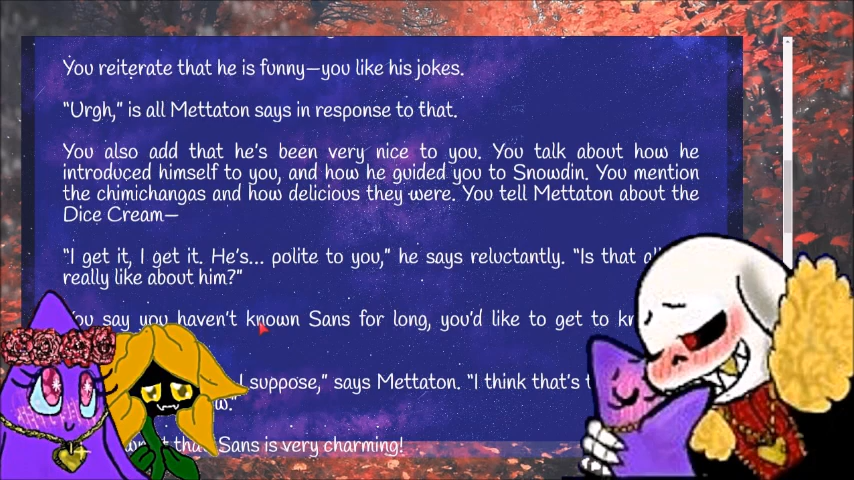 You reiterate that he is funny—you like his jokes.
“Urgh,” is all Mettaton says in response to that.
You also add that he’s been very nice to you. You talk about how he
introduced himself to you, and how he guided you to Snowdin. You mention
the chimichangas and how delicious they were. You tell Mettaton about the
Dice Cream—
“I get it, I get it. He’s... polite to you,” he says reluctantly. “Is that
really like about him?”
You say you haven’t known Sans for long, you’d like to get to
I suppose,” says Mettaton. “I think that’s
Sans is very charming!